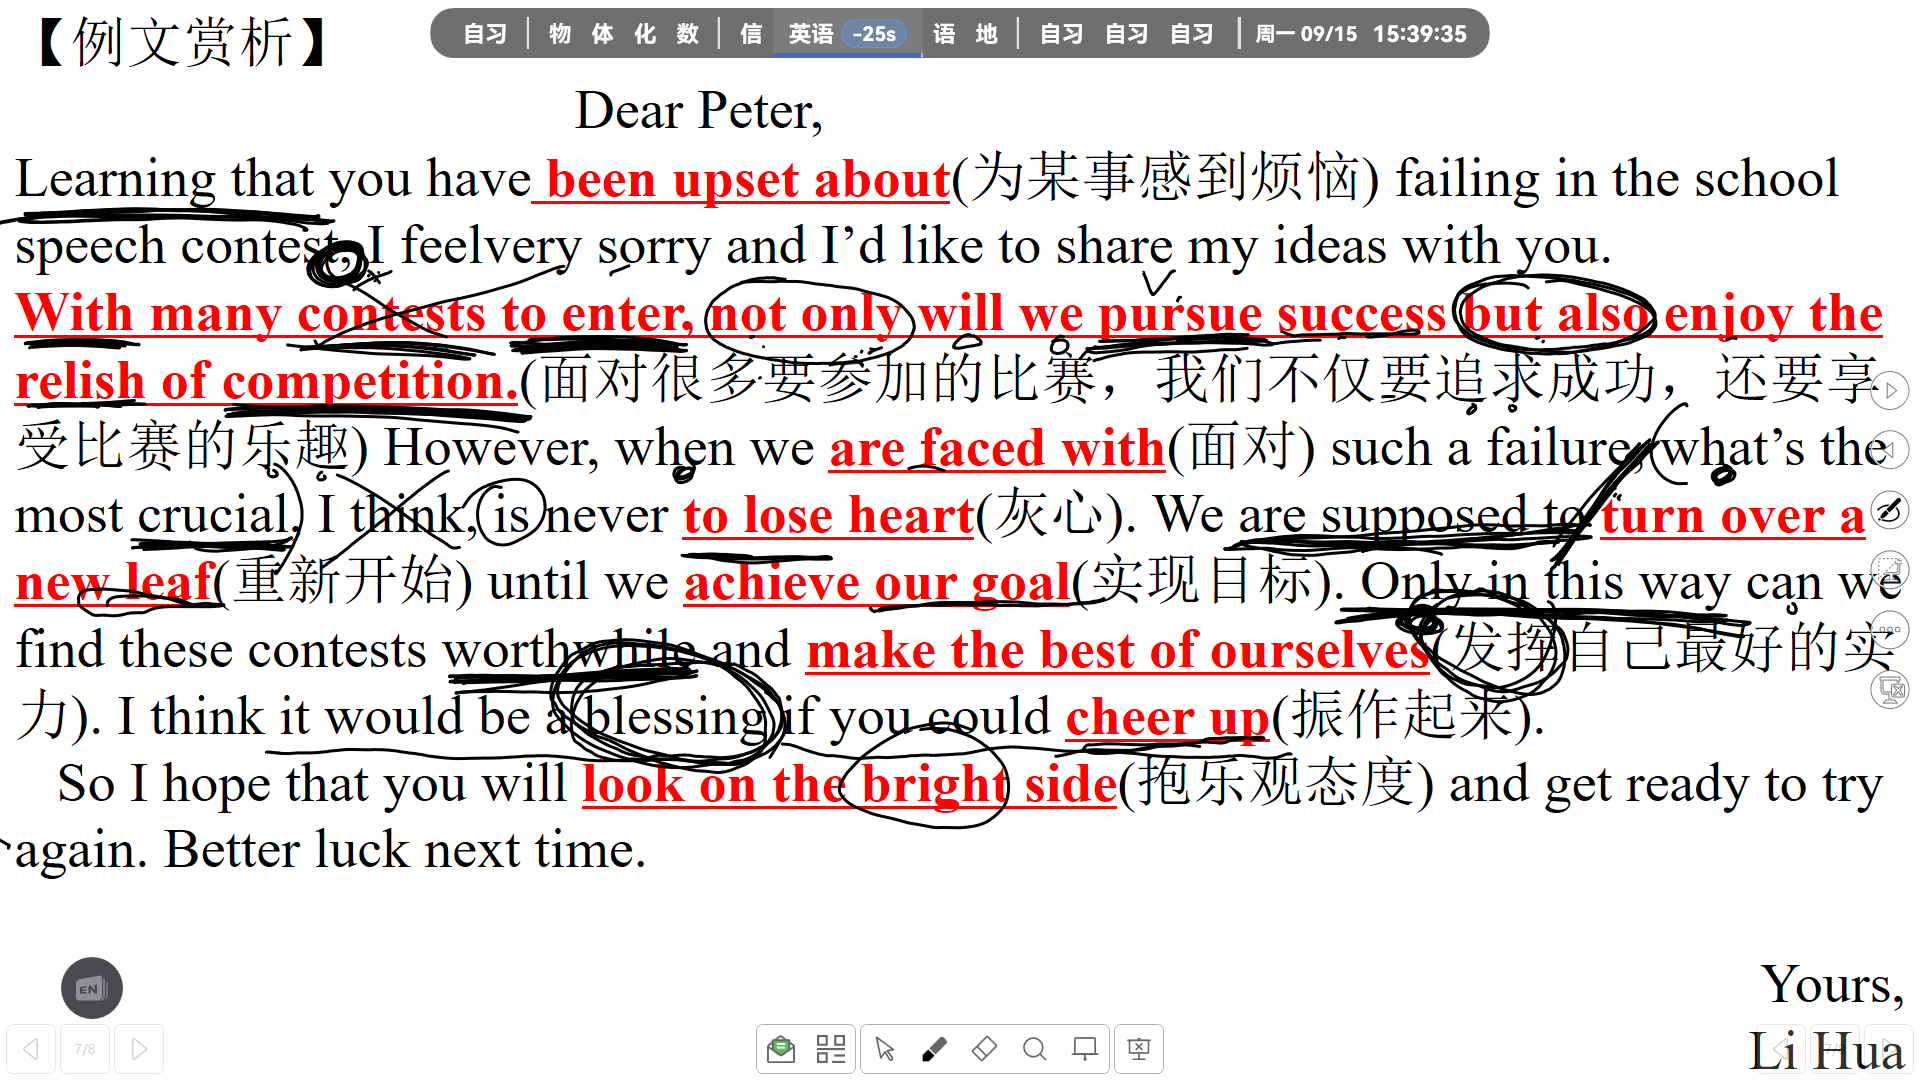 【例文赏析】
自习 物 体 化 数 信 英语 -25s 语 地 自习 自习 自习 周一 09/15 15:39:35
Dear Peter,
Learning that you have been upset about(为某事感到烦恼) failing in the school
speech contest, I feelvery sorry and I’d like to share my ideas with you.
With many contests to enter, not only will we pursue success but also enjoy the
relish of competition.(面对很多要参加的比赛，我们不仅要追求成功，还要享
受比赛的乐趣) However, when we are faced with(面对) such a failure, what’s the
most crucial, I think, is never to lose heart(灰心). We are supposed to turn over a
new leaf(重新开始) until we achieve our goal(实现目标). Only in this way can we
find these contests worthwhile and make the best of ourselves(发挥自己最好的实
力). I think it would be a blessing if you could cheer up(振作起来).
So I hope that you will look on the bright side(抱乐观态度) and get ready to try
again. Better luck next time.
Yours,
Li Hua
EN
7/8